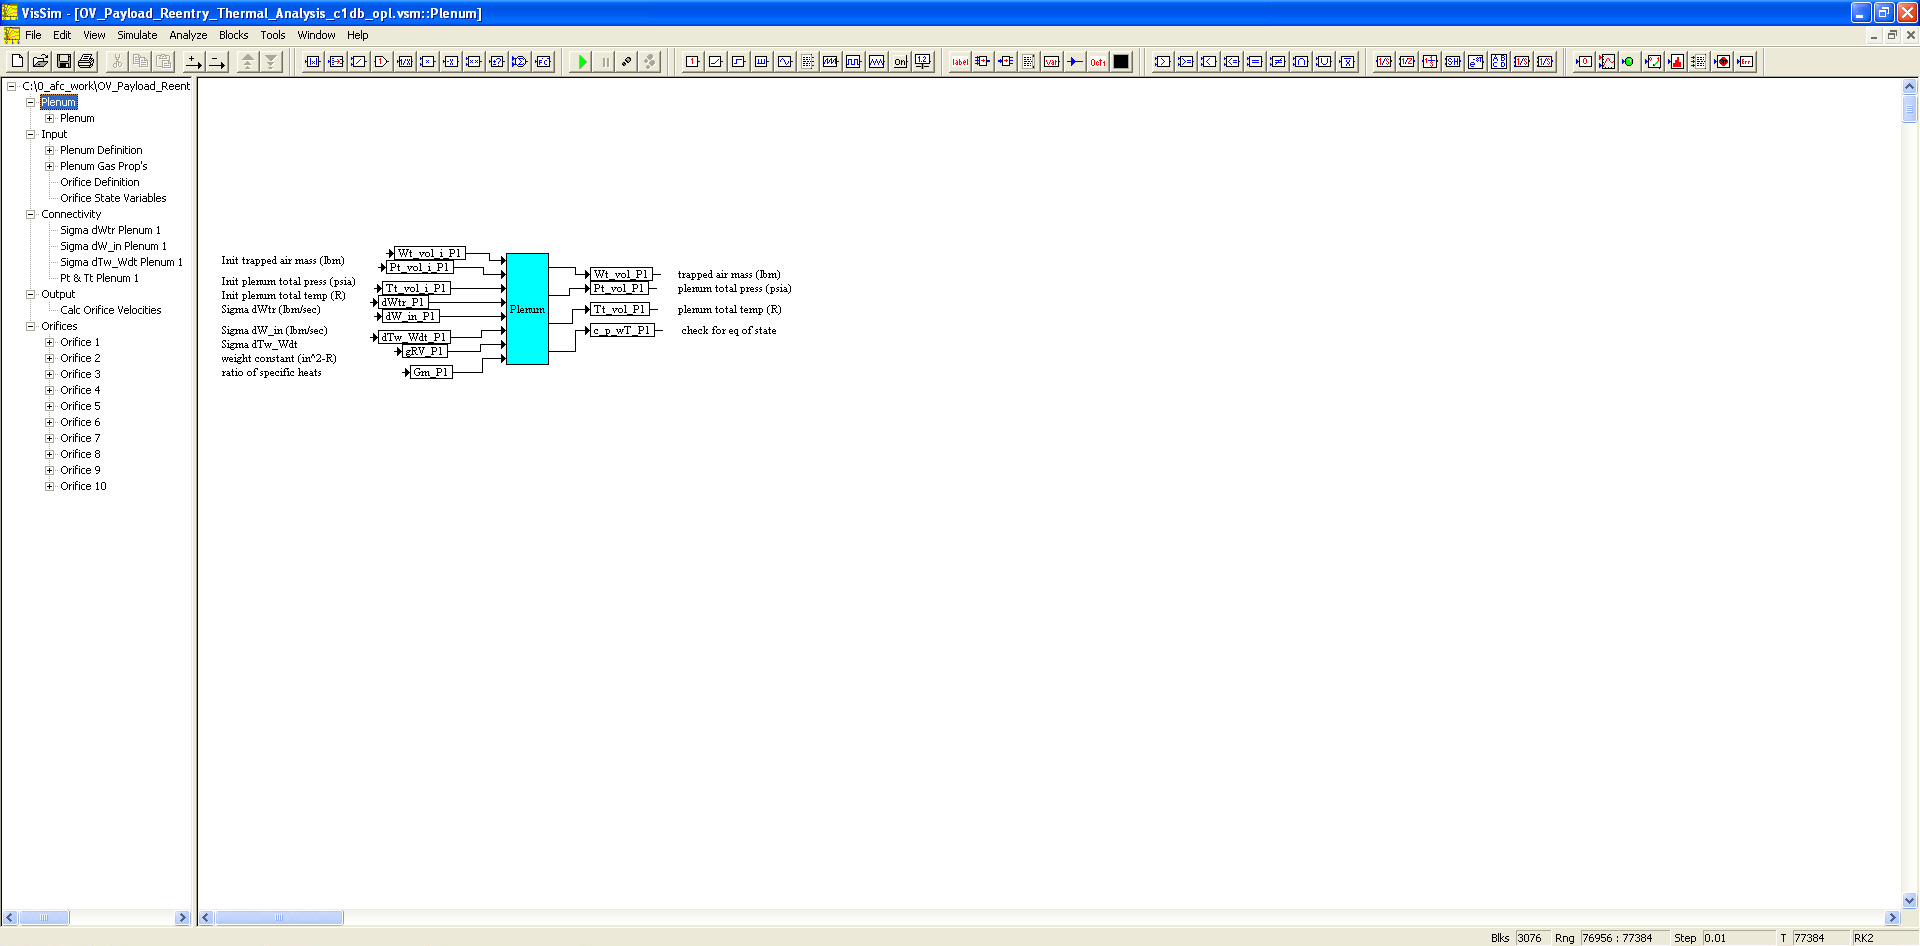 VisSim - [OV_Payload_Reentry_Thermal_Analysis_c1db_opl.vsm::Plenum]
File Edit View Simulate Analyze Blocks Tools Window Help
C:\0_afc_work\OV_Payload_Reent
Plenum
Plenum
Input
Plenum Definition
Plenum Gas Prop's
Orifice Definition
Orifice State Variables
Connectivity
Sigma dWtr Plenum 1
Sigma dW_in Plenum 1
Sigma dTw_Wdt Plenum 1
Pt & Tt Plenum 1
Output
Calc Orifice Velocities
Orifices
Orifice 1
Orifice 2
Orifice 3
Orifice 4
Orifice 5
Orifice 6
Orifice 7
Orifice 8
Orifice 9
Orifice 10
Init trapped air mass (lbm)
Init plenum total press (psia)
Init plenum total temp (R)
Sigma dWtr (lbm/sec)
Sigma dW_in (lbm/sec)
Sigma dTw_Wdt
weight constant (in^2-R)
ratio of specific heats
Wt_vol_i_P1
Pt_vol_i_P1
Tt_vol_i_P1
dWtr_P1
dW_in_P1
dTw_Wdt_P1
gRV_P1
Gm_P1
Plenum
Wt_vol_P1 trapped air mass (lbm)
Pt_vol_P1 plenum total press (psia)
Tt_vol_P1 plenum total temp (R)
c_p_wT_P1 check for eq of state
Blks 3076 Rng 76956 : 77384 Step 0.01 T 77384 RK2